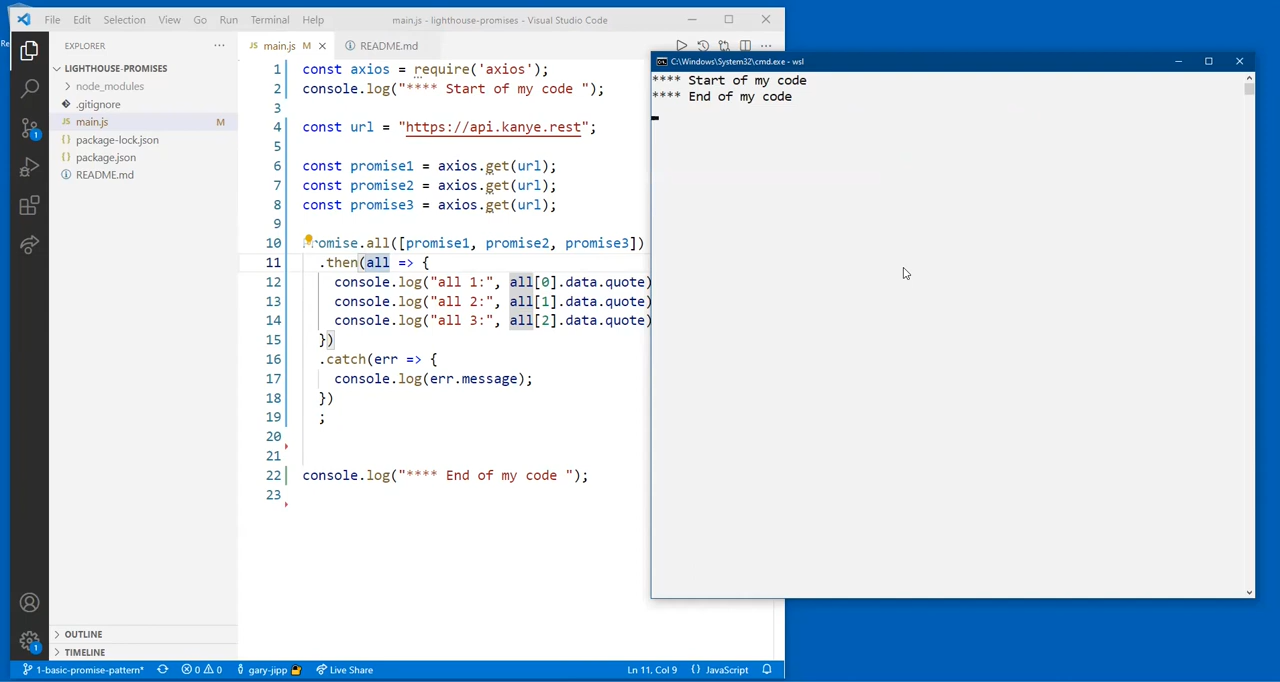 File Edit Selection View Go Run Terminal Help main.js - lighthouse-promises - Visual Studio Code
EXPLORER
LIGHTHOUSE-PROMISES
node_modules
.gitignore
main.js M
package-lock.json
package.json
README.md
OUTLINE
TIMELINE
main.js M
README.md
1 const axios = require('axios');
2 console.log("**** Start of my code ");
3
4 const url = "https://api.kanye.rest";
5
6 const promise1 = axios.get(url);
7 const promise2 = axios.get(url);
8 const promise3 = axios.get(url);
9
10 Promise.all([promise1, promise2, promise3])
11 .then(all => {
12 console.log("all 1:", all[0].data.quote)
13 console.log("all 2:", all[1].data.quote)
14 console.log("all 3:", all[2].data.quote)
15 })
16 .catch(err => {
17 console.log(err.message);
18 })
19 ;
20
21
22 console.log("**** End of my code ");
23
C:\Windows\System32\cmd.exe - wsl
**** Start of my code
**** End of my code
1
1
1-basic-promise-pattern* 0 0 gary-jipp Live Share Ln 11, Col 9 {} JavaScript